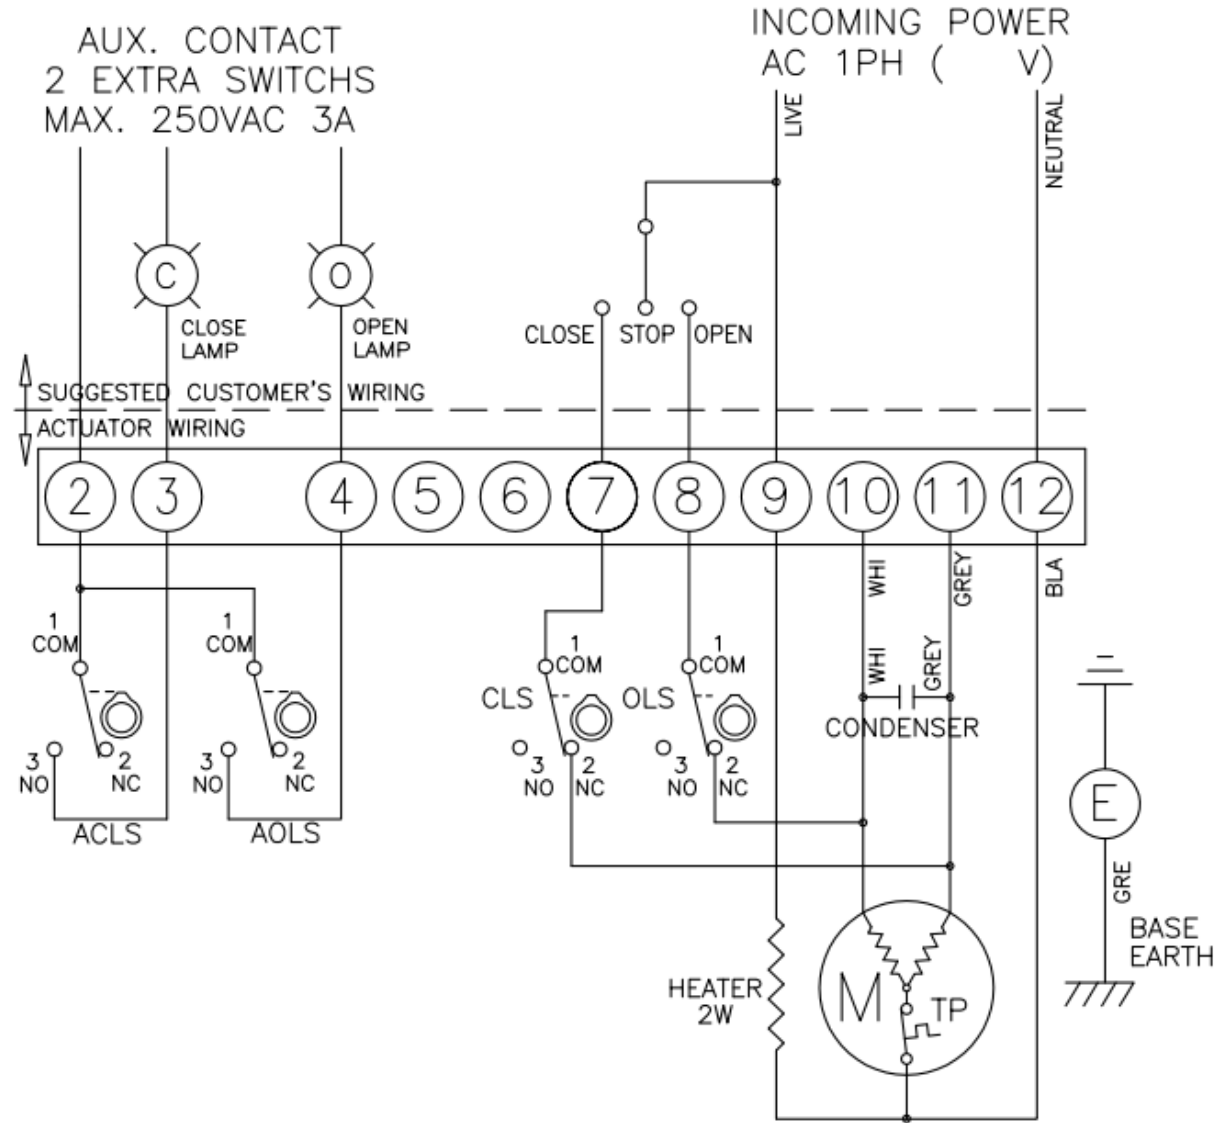 AUX. CONTACT
2 EXTRA SWITCHS
MAX. 250VAC 3A
INCOMING POWER
AC 1PH ( V)
LIVE
NEUTRAL
C
O
CLOSE
LAMP
OPEN
LAMP
CLOSE STOP OPEN
SUGGESTED CUSTOMER'S WIRING
ACTUATOR WIRING
2 3 4 5 6 7 8 9 10 11 12
WHI
GREY
BLA
1
COM
1
COM
1
COM
1
COM
WHI
GREY
CLS
OLS
CONDENSER
3
NO
2
NC
3
NO
2
NC
3
NO
2
NC
3
NO
2
NC
ACLS
AOLS
E
GRE
BASE
EARTH
HEATER
2W
M
TP